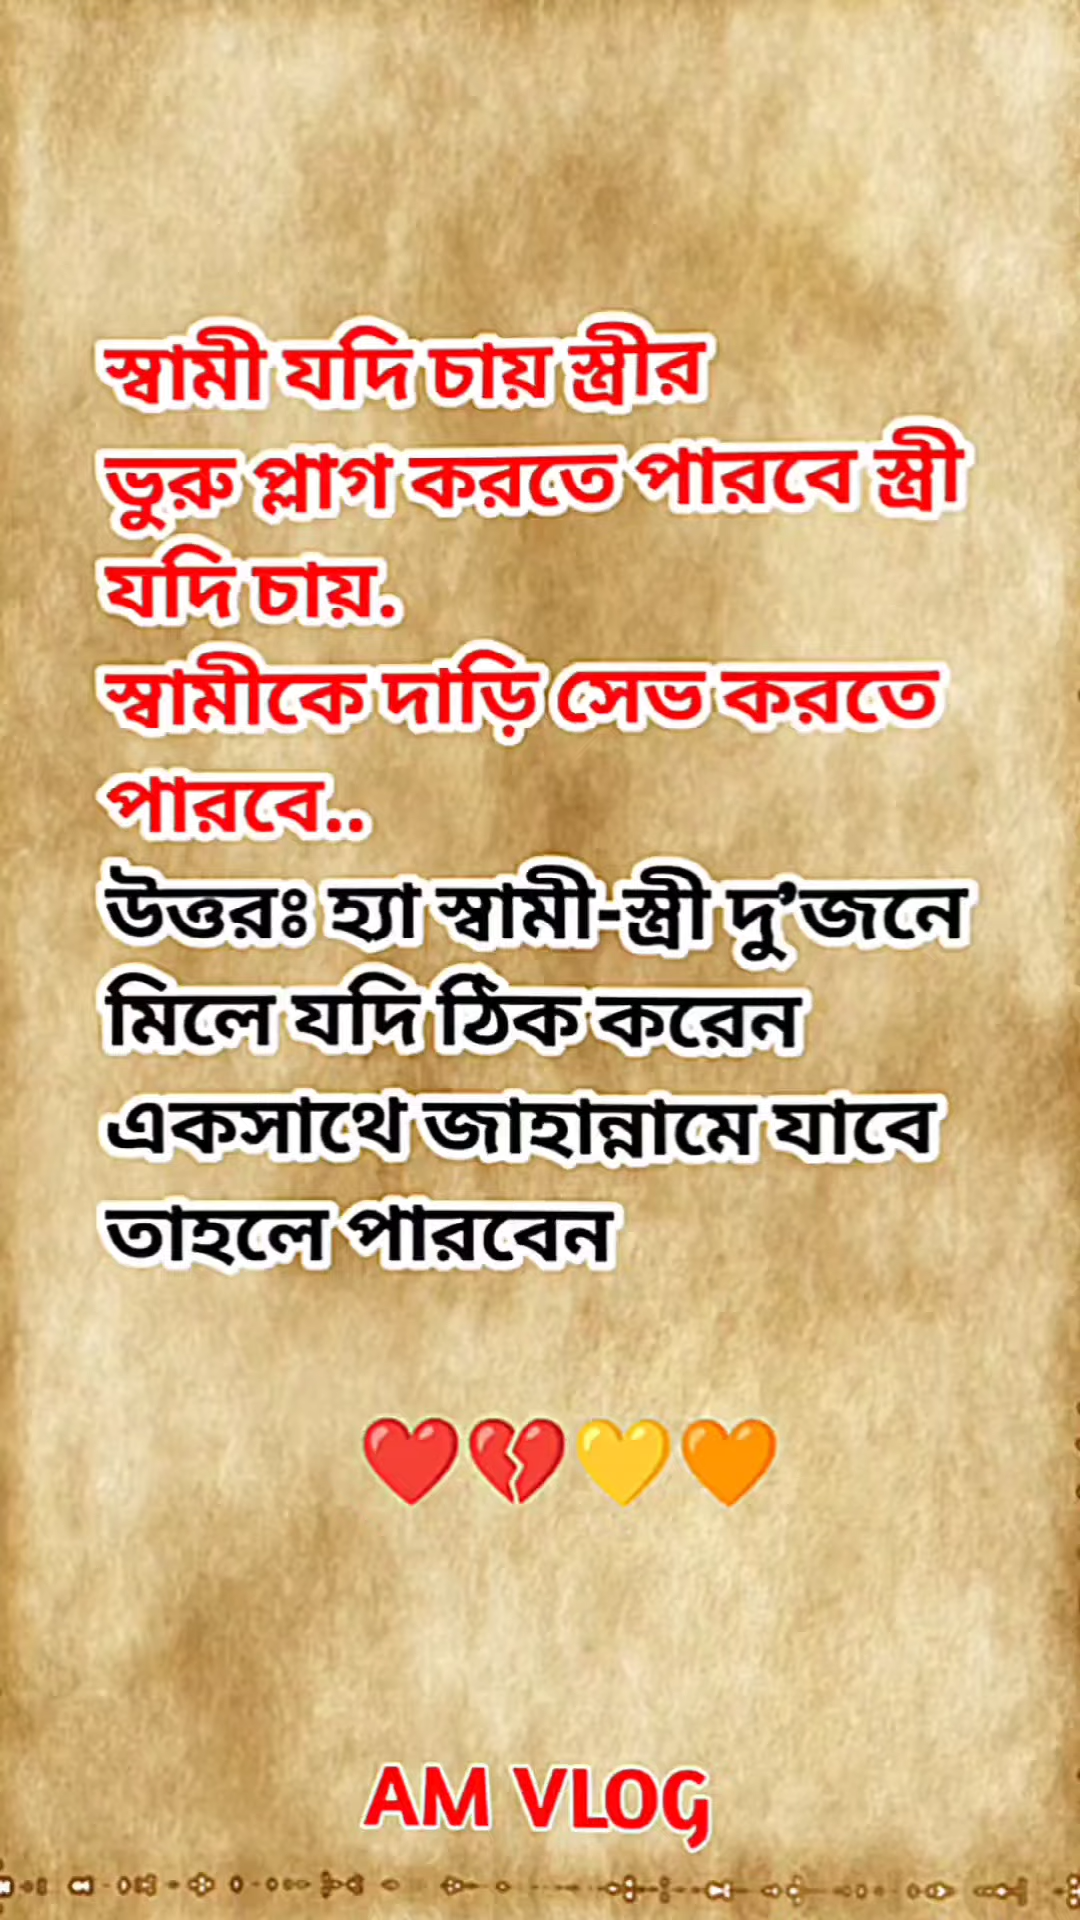 স্বামী যদি চায় স্ত্রীর
ভুরু প্লাগ করতে পারবে স্ত্রী
যদি চায়.
স্বামীকে দাড়ি সেভ করতে
পারবে..
উত্তরঃ হ্যা স্বামী-স্ত্রী দু’জনে
মিলে যদি ঠিক করেন
একসাথে জাহান্নামে যাবে
তাহলে পারবেন
❤️💔💛🧡
AM VLOG